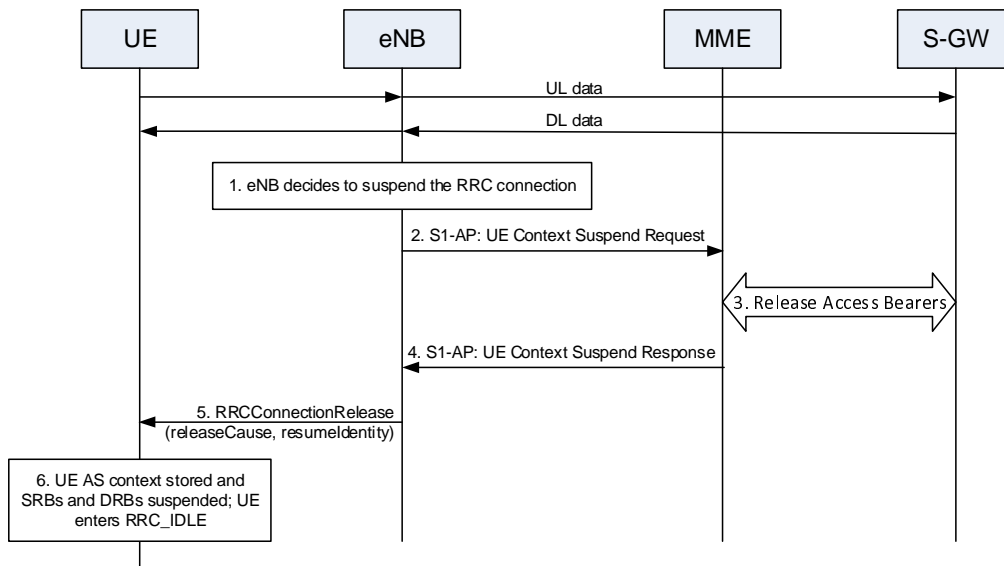 UE
eNB
MME
S-GW
UL data
DL data
1. eNB decides to suspend the RRC connection
2. S1-AP: UE Context Suspend Request
3. Release Access Bearers
4. S1-AP: UE Context Suspend Response
5. RRCConnectionRelease
(releaseCause, resumeIdentity)
6. UE AS context stored and
SRBs and DRBs suspended; UE
enters RRC_IDLE